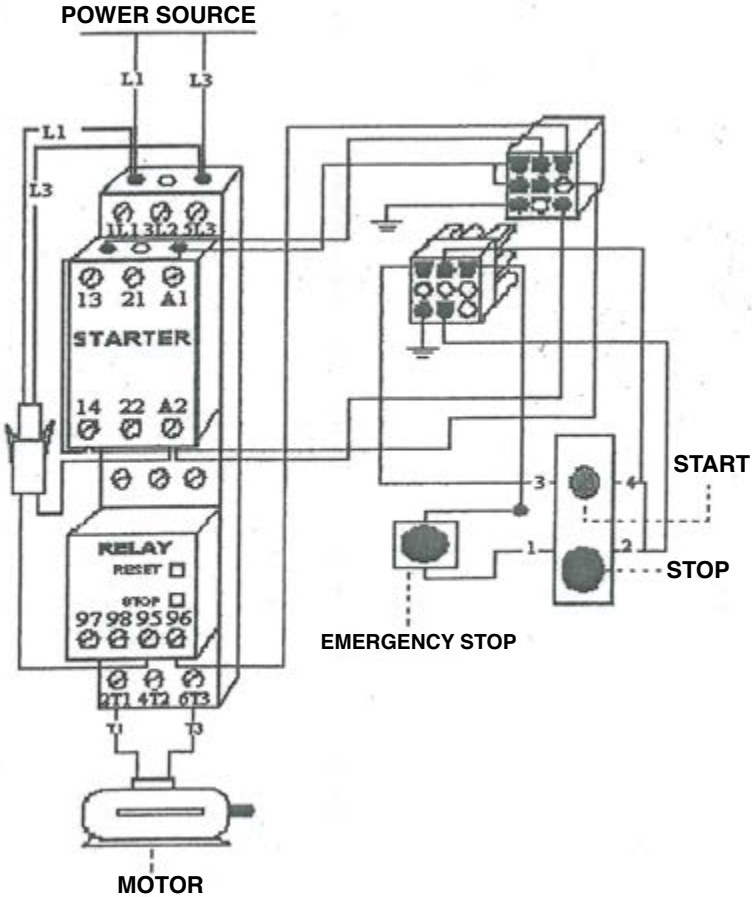 POWER SOURCE
L1 L3
L1
L3
1L1 3L2 5L3
13 21 A1
STARTER
14 22 A2
START
3 4
1 2
STOP
RELAY
RESET
STOP
97 98 95 96
EMERGENCY STOP
2T1 4T2 6T3
T1 T3
MOTOR